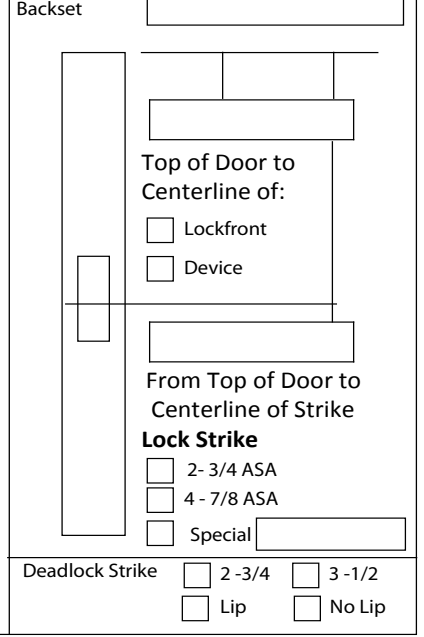 Backset
Top of Door to
Centerline of:
Lockfront
Device
From Top of Door to
Centerline of Strike
Lock Strike
2- 3/4 ASA
4 - 7/8 ASA
Special
Deadlock Strike 2 -3/4 3 -1/2
Lip No Lip